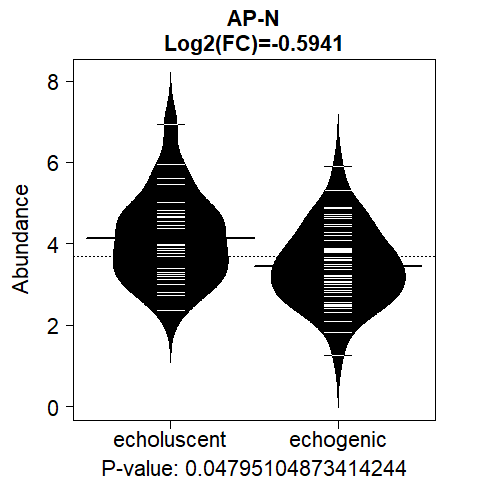 AP-N
Log2(FC)=-0.5941
Abundance
8
6
4
2
0
echoluscent echogenic
P-value: 0.04795104873414244